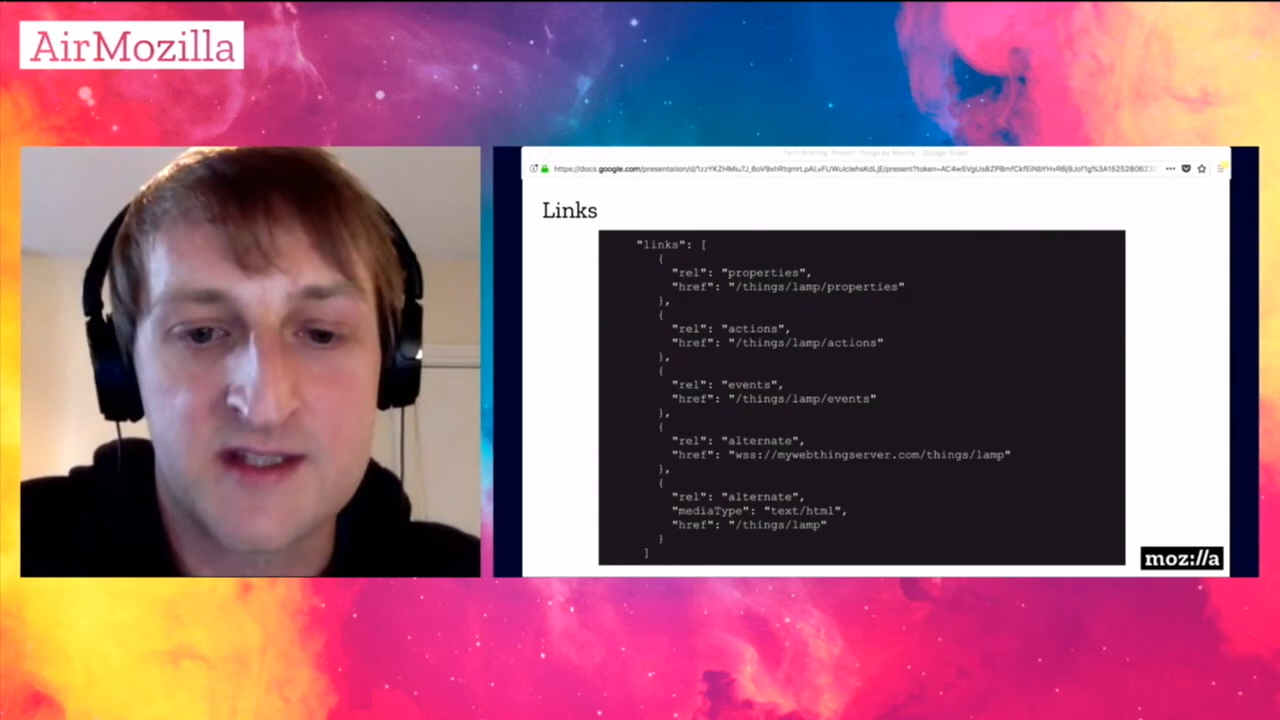 AirMozilla
Links
"links": [
{
"rel": "properties",
"href": "/things/lamp/properties"
},
{
"rel": "actions",
"href": "/things/lamp/actions"
},
{
"rel": "events",
"href": "/things/lamp/events"
},
{
"rel": "alternate",
"href": "wss://mywebthingserver.com/things/lamp"
},
{
"rel": "alternate",
"mediaType": "text/html",
"href": "/things/lamp"
}
]
moz://a